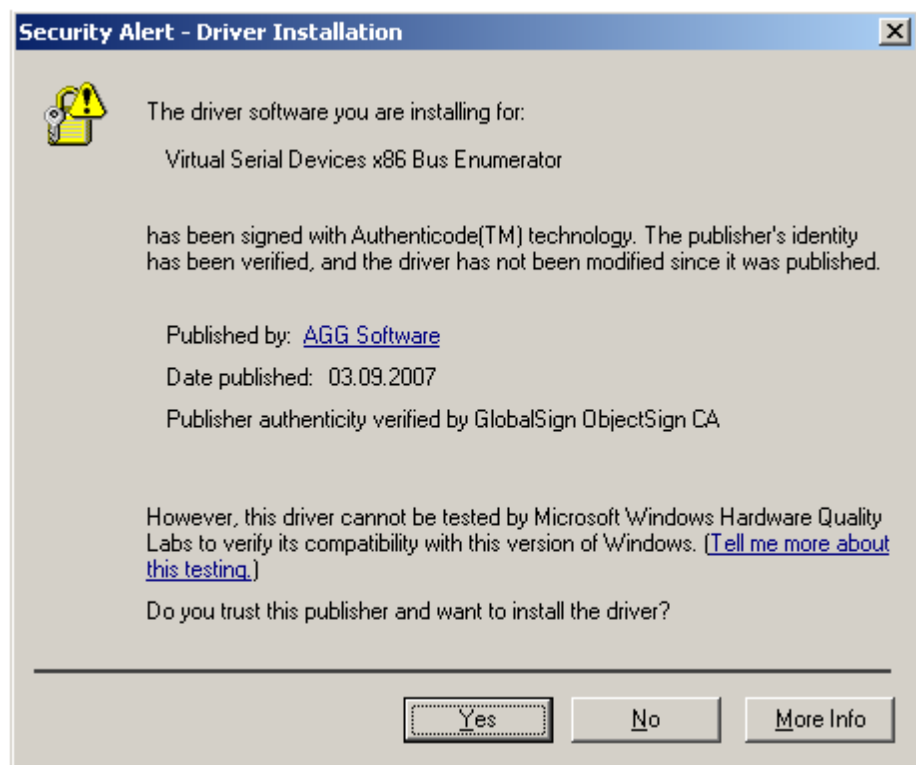 Security Alert - Driver Installation
The driver software you are installing for:
Virtual Serial Devices x86 Bus Enumerator
has been signed with Authenticode(TM) technology. The publisher's identity
has been verified, and the driver has not been modified since it was published.
Published by: AGG Software
Date published: 03.09.2007
Publisher authenticity verified by GlobalSign ObjectSign CA
However, this driver cannot be tested by Microsoft Windows Hardware Quality
Labs to verify its compatibility with this version of Windows. (Tell me more about
this testing.)
Do you trust this publisher and want to install the driver?
Yes No More Info